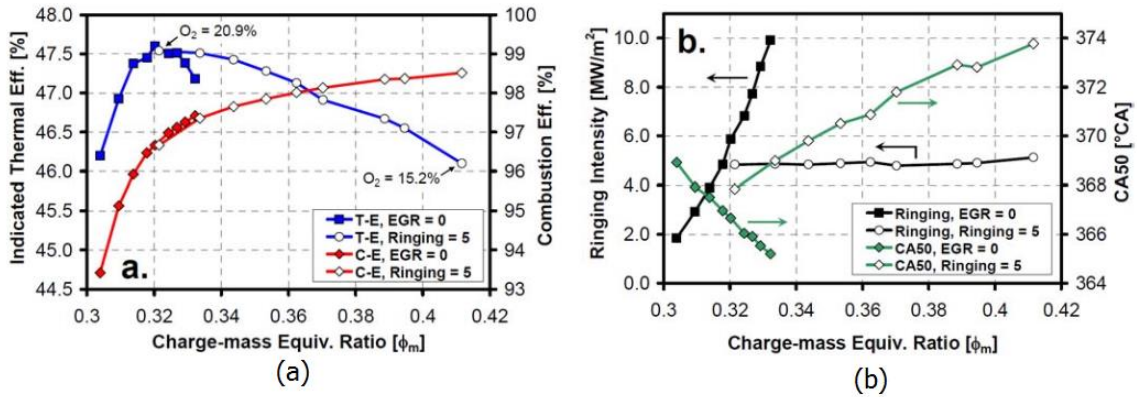 48.0
47.5
47.0
46.5
46.0
45.5
45.0
44.5
Indicated Thermal Eff. [%]
O₂ = 20.9%
O₂ = 15.2%
a.
T-E, EGR = 0
T-E, Ringing = 5
C-E, EGR = 0
C-E, Ringing = 5
100
99
98
97
96
95
94
93
Combustion Eff. [%]
0.3 0.32 0.34 0.36 0.38 0.4 0.42
Charge-mass Equiv. Ratio [ϕm]
(a)
10.0
8.0
6.0
4.0
2.0
0.0
Ringing Intensity [MW/m²]
b.
Ringing, EGR = 0
Ringing, Ringing = 5
CA50, EGR = 0
CA50, Ringing = 5
374
372
370
368
366
364
CA50 [°CA]
0.3 0.32 0.34 0.36 0.38 0.4 0.42
Charge-mass Equiv. Ratio [ϕm]
(b)